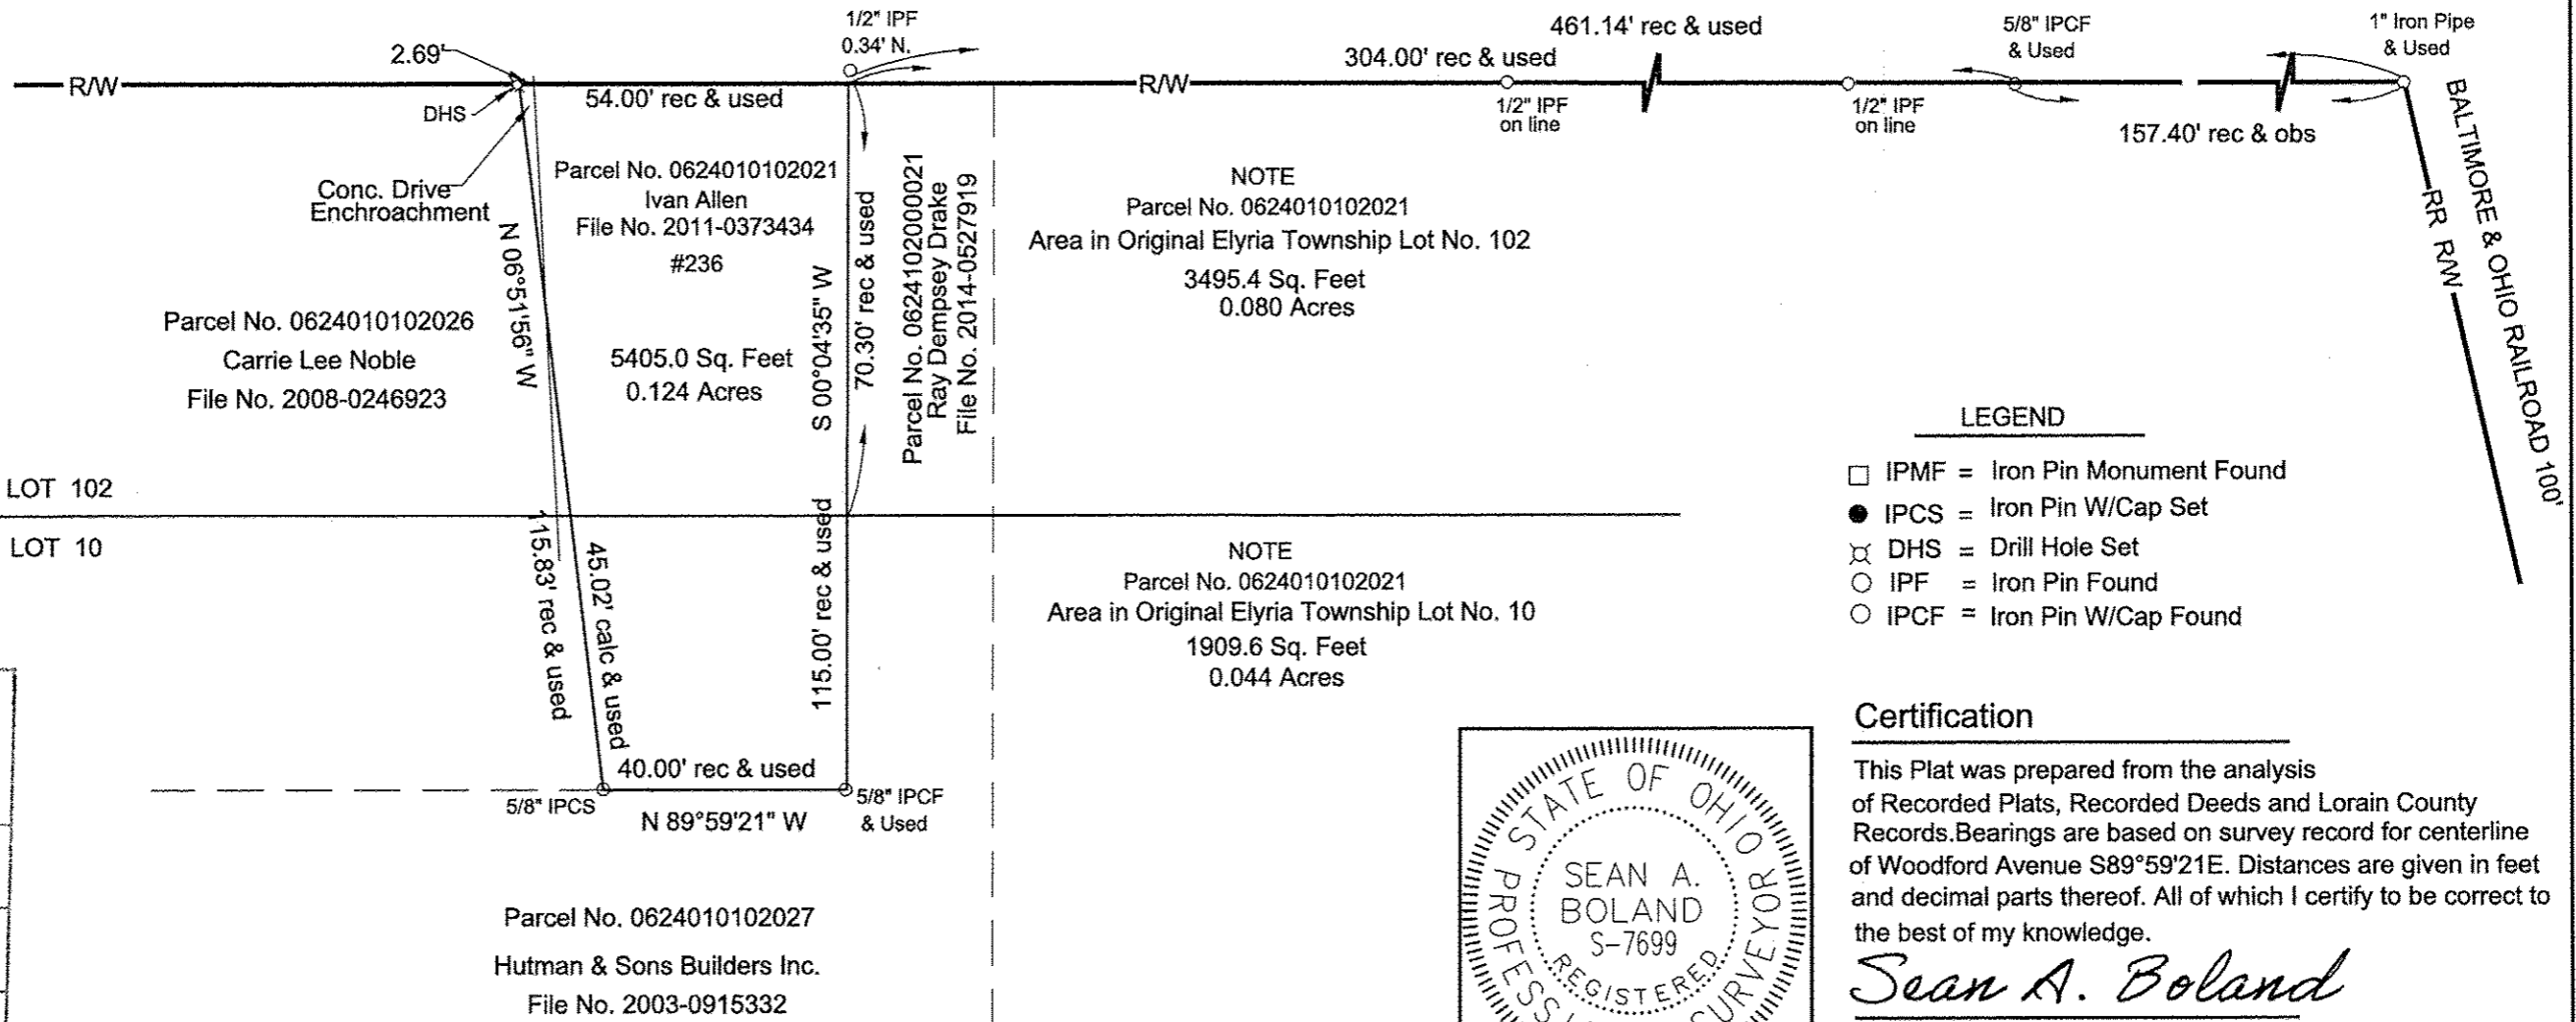 1/2" IPF
0.34' N.
461.14' rec & used
5/8" IPCF
& Used
1" Iron Pipe
& Used
2.69'
304.00' rec & used
R/W
R/W
54.00' rec & used
DHS
1/2" IPF
on line
1/2" IPF
on line
157.40' rec & obs
BALTIMORE & OHIO RAILROAD 100'
RR R/W
Conc. Drive
Enchroachment
Parcel No. 0624010102021
Ivan Allen
File No. 2011-0373434
#236
5405.0 Sq. Feet
0.124 Acres
N 06°51'56" W
S 00°04'35" W
70.30' rec & used
Parcel No. 06241020000021
Ray Dempsey Drake
File No. 2014-0527919
NOTE
Parcel No. 0624010102021
Area in Original Elyria Township Lot No. 102
3495.4 Sq. Feet
0.080 Acres
Parcel No. 0624010102026
Carrie Lee Noble
File No. 2008-0246923
LOT 102
LOT 10
115.83' rec & used
45.02' calc & used
115.00' rec & used
NOTE
Parcel No. 0624010102021
Area in Original Elyria Township Lot No. 10
1909.6 Sq. Feet
0.044 Acres
LEGEND
IPMF = Iron Pin Monument Found
IPCS = Iron Pin W/Cap Set
DHS = Drill Hole Set
IPF = Iron Pin Found
IPCF = Iron Pin W/Cap Found
40.00' rec & used
5/8" IPCS
N 89°59'21" W
5/8" IPCF
& Used
Parcel No. 0624010102027
Hutman & Sons Builders Inc.
File No. 2003-0915332
STATE OF OHIO
SEAN A.
BOLAND
S-7699
REGISTERED
SURVEYOR
Certification
This Plat was prepared from the analysis
of Recorded Plats, Recorded Deeds and Lorain County
Records.Bearings are based on survey record for centerline
of Woodford Avenue S89°59'21E. Distances are given in feet
and decimal parts thereof. All of which I certify to be correct to
the best of my knowledge.
Sean A. Boland